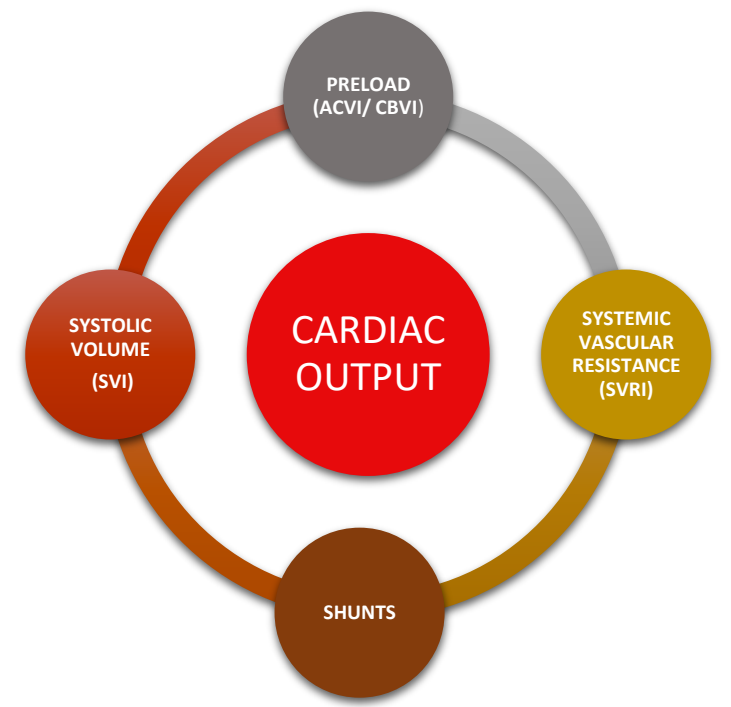 PRELOAD
(ACVI/ CBVI)
SYSTOLIC
VOLUME
(SVI)
CARDIAC
OUTPUT
SYSTEMIC
VASCULAR
RESISTANCE
(SVRI)
SHUNTS